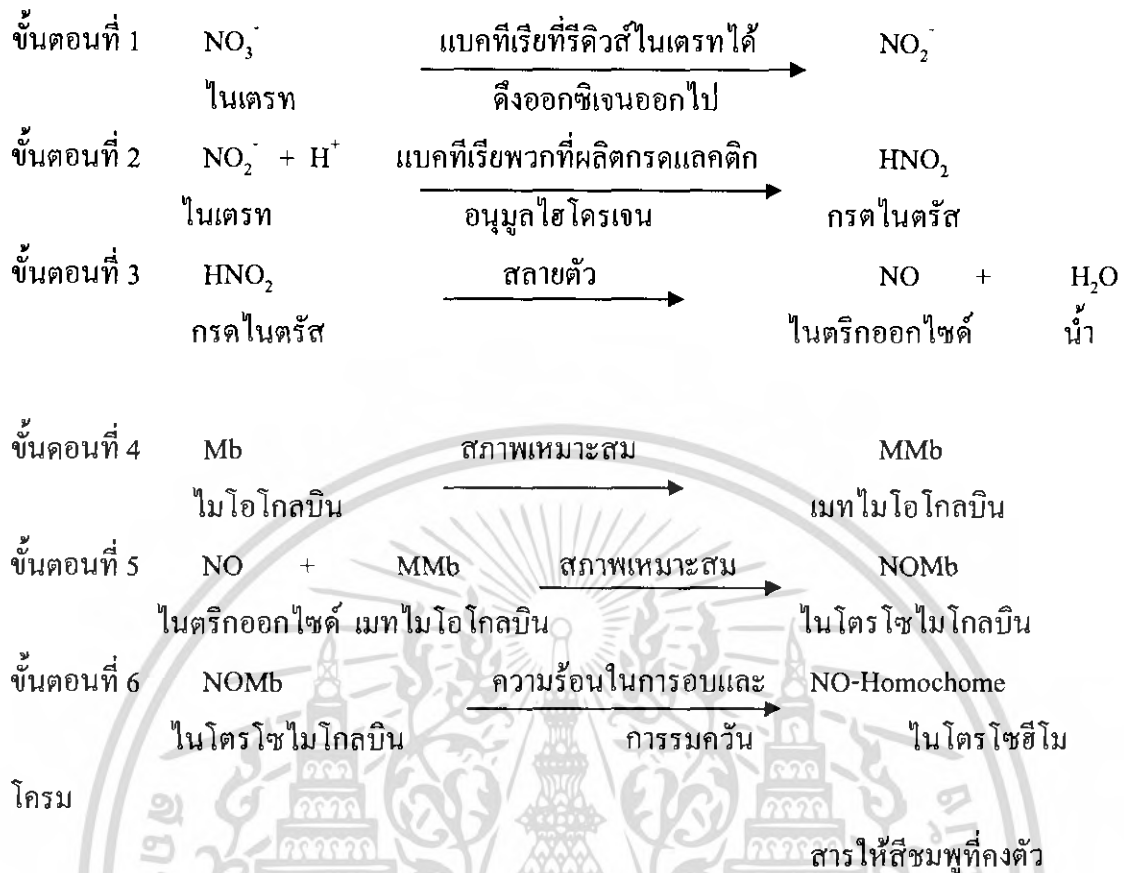 ขั้นตอนที่ 1 NO₃⁻ แบคทีเรียที่รีดิวส์ไนเตรทได้ NO₂⁻
ไนเตรท ดึงออกซิเจนออกไป
ขั้นตอนที่ 2 NO₂⁻ + H⁺ แบคทีเรียพวกที่ผลิตกรดแลคติก HNO₂
ไนเตรท อนุมูลไฮโดรเจน กรดไนตรัส
ขั้นตอนที่ 3 HNO₂ สลายตัว NO + H₂O
กรดไนตรัส ไนตริกออกไซด์ น้ำ
ขั้นตอนที่ 4 Mb สภาพเหมาะสม MMb
ไมโอโกลบิน เมทไมโอโกลบิน
ขั้นตอนที่ 5 NO + MMb สภาพเหมาะสม NOMb
ไนตริกออกไซด์ เมทไมโอโกลบิน ไนโตรโซไมโกลบิน
ขั้นตอนที่ 6 NOMb ความร้อนในการอบและ NO-Homochome
ไนโตรโซไมโกลบิน การรมควัน ไนโตรโซฮีโม
โครม
สารให้สีชมพูที่คงตัว